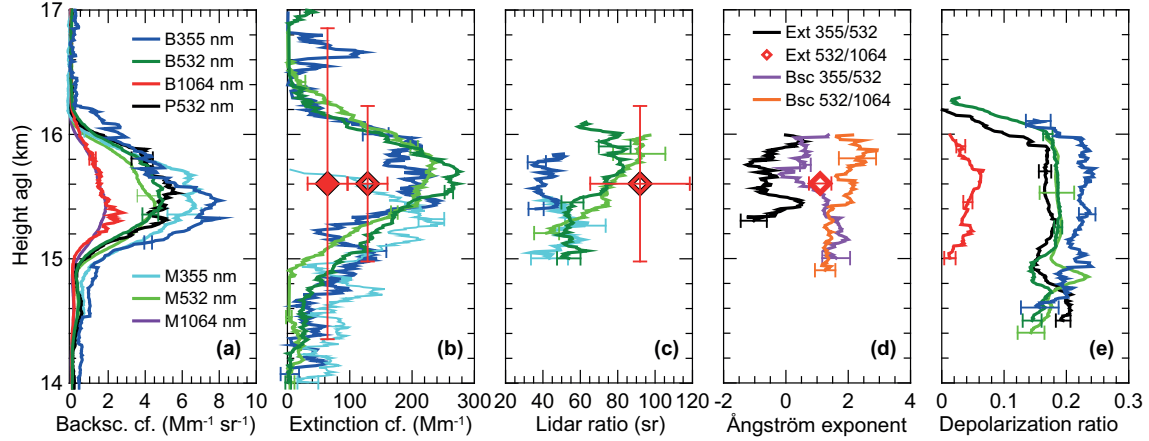 17
16
15
14
Height agl (km)
B355 nm
B532 nm
B1064 nm
P532 nm
M355 nm
M532 nm
M1064 nm
(a)
0 2 4 6 8 10
Backsc. cf. (Mm⁻¹ sr⁻¹)
(b)
0 100 200 300
Extinction cf. (Mm⁻¹)
(c)
20 40 60 80 100 120
Lidar ratio (sr)
Ext 355/532
Ext 532/1064
Bsc 355/532
Bsc 532/1064
(d)
-2 0 2 4
Ångström exponent
(e)
0.0 0.1 0.2 0.3
Depolarization ratio